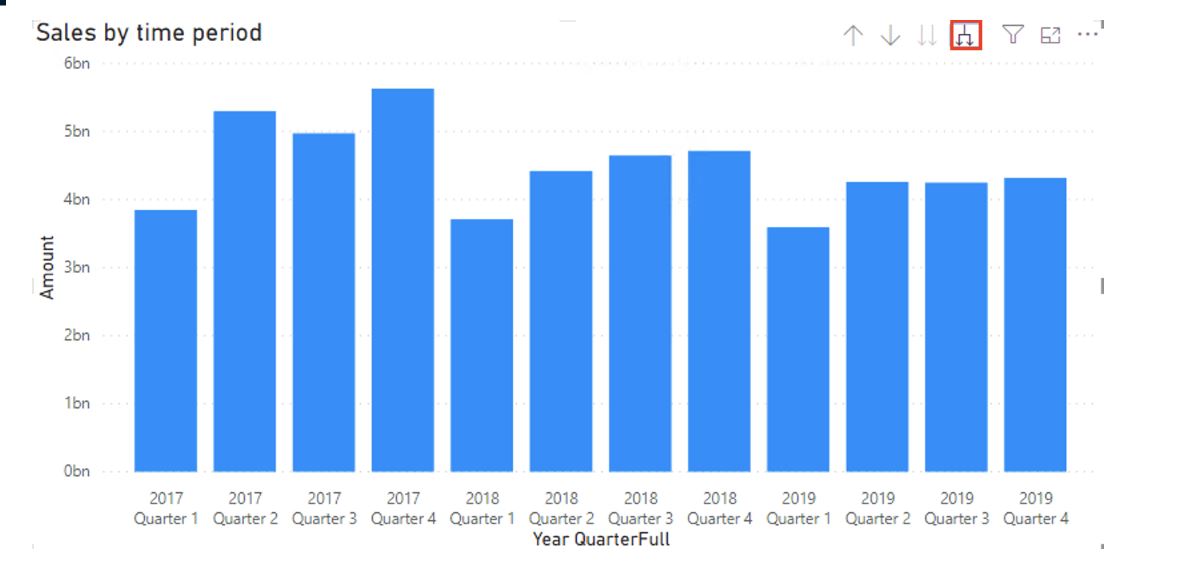 Sales by time period
6bn
5bn
4bn
3bn
2bn
1bn
0bn
Amount
2017 2017 2017 2017 2018 2018 2018 2018 2019 2019 2019 2019
Quarter 1 Quarter 2 Quarter 3 Quarter 4 Quarter 1 Quarter 2 Quarter 3 Quarter 4 Quarter 1 Quarter 2 Quarter 3 Quarter 4
Year QuarterFull